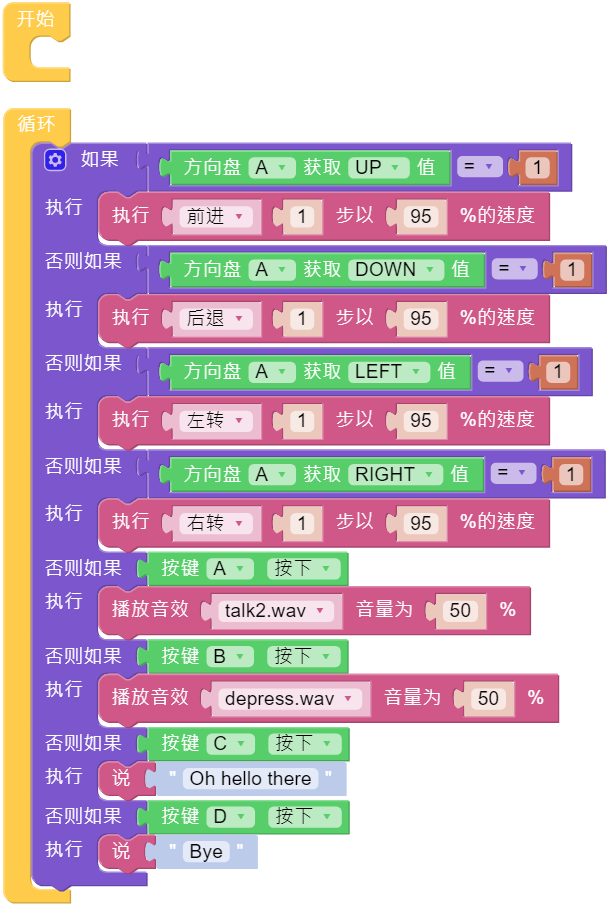 开始
循环
如果 方向盘 A 获取 UP 值 = 1
执行 执行 前进 1 步以 95 %的速度
否则如果 方向盘 A 获取 DOWN 值 = 1
执行 执行 后退 1 步以 95 %的速度
否则如果 方向盘 A 获取 LEFT 值 = 1
执行 执行 左转 1 步以 95 %的速度
否则如果 方向盘 A 获取 RIGHT 值 = 1
执行 执行 右转 1 步以 95 %的速度
否则如果 按键 A 按下
执行 播放音效 talk2.wav 音量为 50 %
否则如果 按键 B 按下
执行 播放音效 depress.wav 音量为 50 %
否则如果 按键 C 按下
执行 说 " Oh hello there "
否则如果 按键 D 按下
执行 说 " Bye "